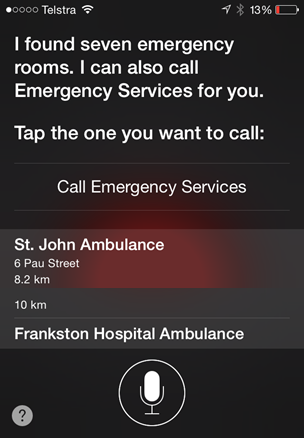 Telstra 13%
I found seven emergency
rooms. I can also call
Emergency Services for you.
Tap the one you want to call:
Call Emergency Services
St. John Ambulance
6 Pau Street
8.2 km
10 km
Frankston Hospital Ambulance
?